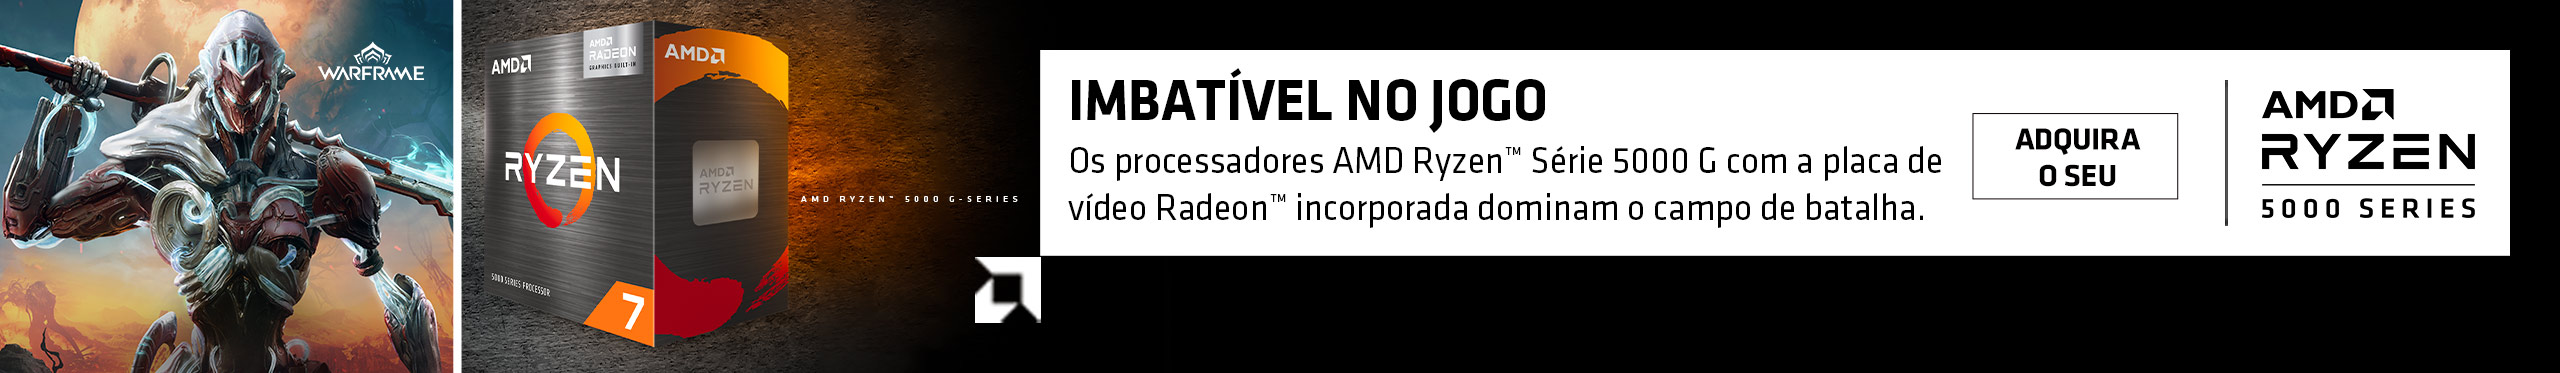 WARFRAME
AMD
AMD
RADEON
GRAPHICS BUILT-IN
RYZEN
5000 SERIES PROCESSOR
7
AMD
AMD
RYZEN
AMD RYZEN™ 5000 G-SERIES
IMBATÍVEL NO JOGO
Os processadores AMD Ryzen™ Série 5000 G com a placa de
vídeo Radeon™ incorporada dominam o campo de batalha.
ADQUIRA
O SEU
AMD
RYZEN
5000 SERIES